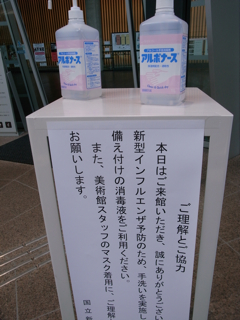 アルボナース
アルボナース
ご理解とご協力
本日はご来館いただき、誠にありがとうござい
新型インフルエンザ予防のため、手洗いを実施し
備え付けの消毒液をご利用ください。
また、美術館スタッフのマスク着用に、ご理解
お願いします。
国立